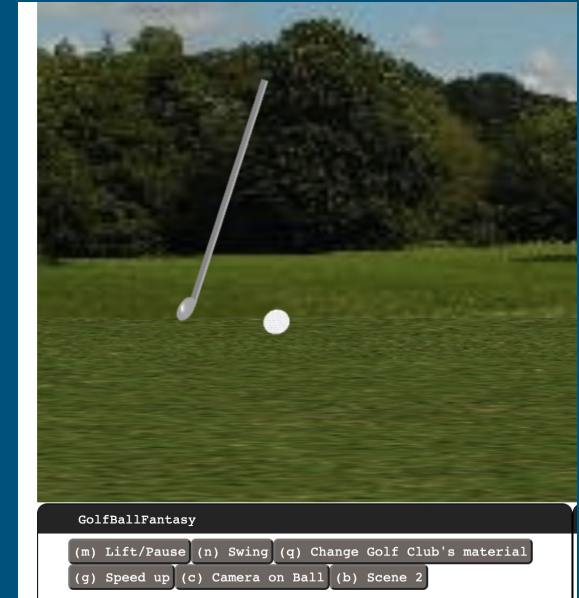 GolfBallFantasy
(m) Lift/Pause (n) Swing (q) Change Golf Club's material
(g) Speed up (c) Camera on Ball (b) Scene 2